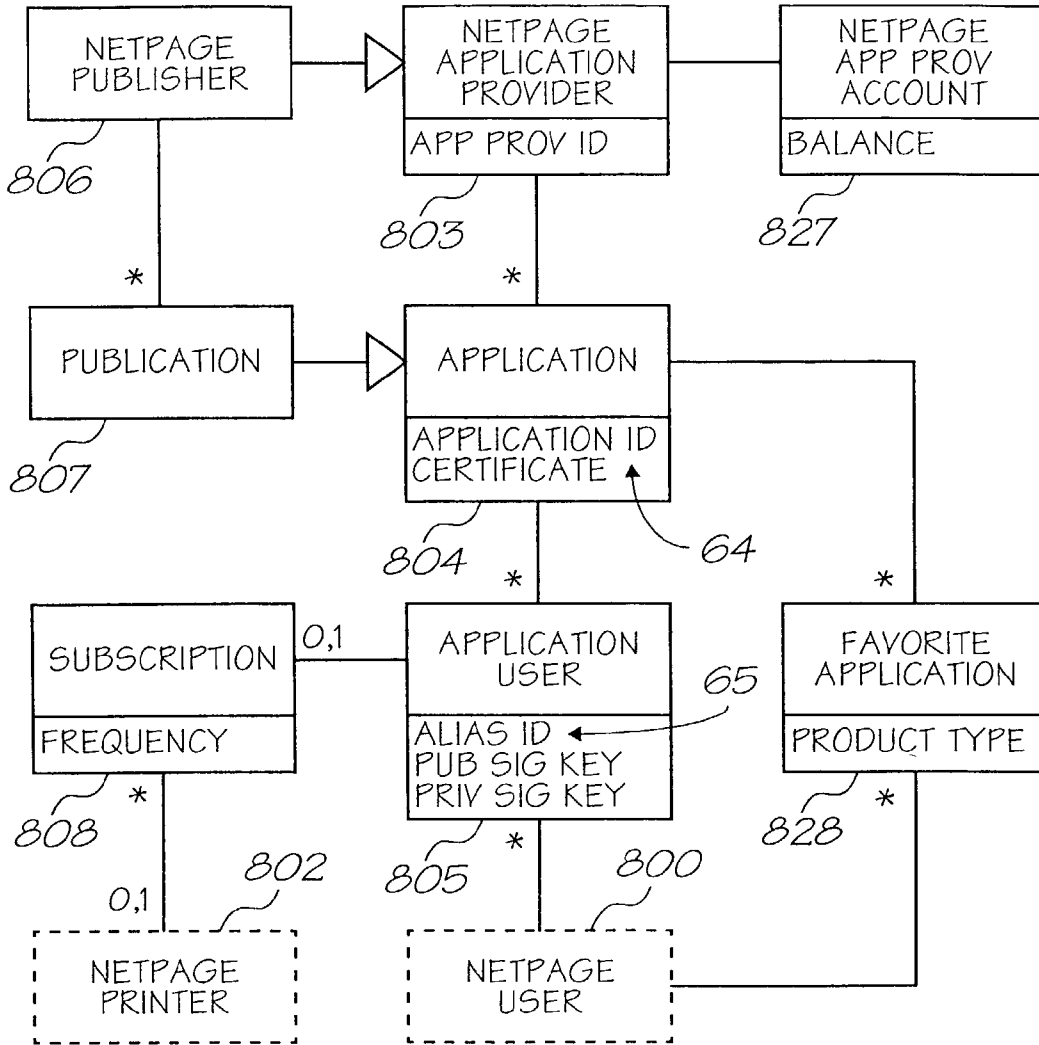 NETPAGE
PUBLISHER
806
NETPAGE
APPLICATION
PROVIDER
APP PROV ID
803
NETPAGE
APP PROV
ACCOUNT
BALANCE
827
*
*
PUBLICATION
807
APPLICATION
APPLICATION ID
CERTIFICATE
804
64
*
*
SUBSCRIPTION
FREQUENCY
808
0,1
APPLICATION
USER
ALIAS ID
PUB SIG KEY
PRIV SIG KEY
805
65
FAVORITE
APPLICATION
PRODUCT TYPE
828
*
*
*
0,1
802
NETPAGE
PRINTER
800
NETPAGE
USER